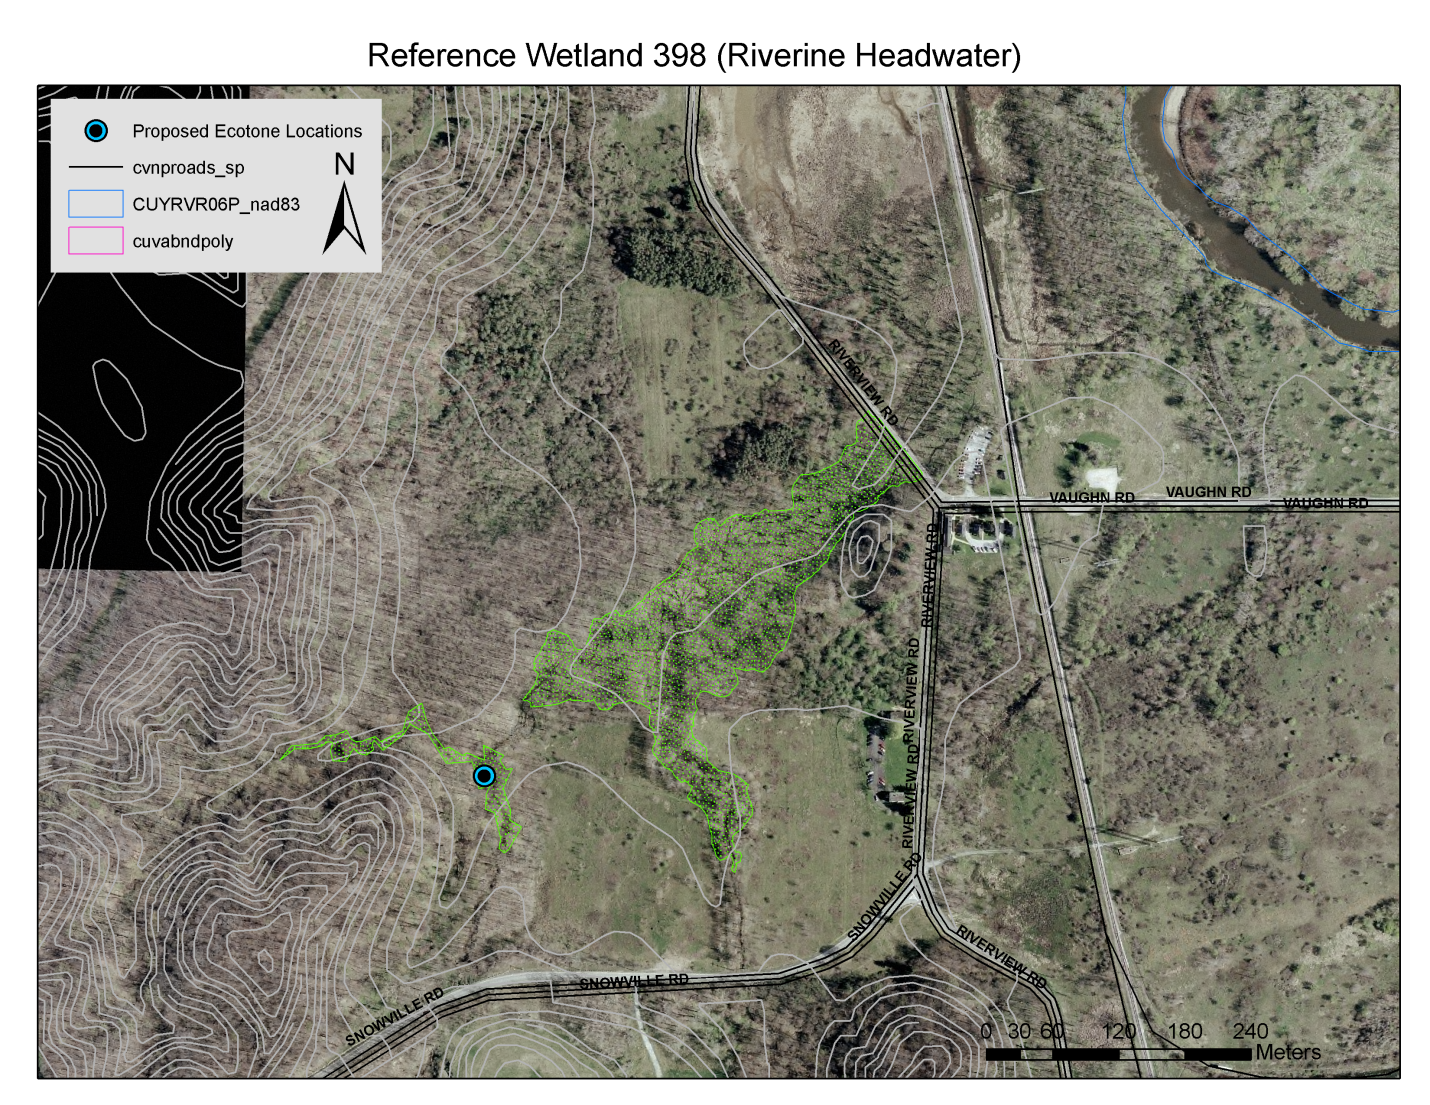 Reference Wetland 398 (Riverine Headwater)
Proposed Ecotone Locations
cvnproads_sp
CUYRVR06P_nad83
cuvabndpoly
N
RIVERVIEW RD
VAUGHN RD
VAUGHN RD
VAUGHN RD
RIVERVIEW RD
RIVERVIEW RD
RIVERVIEW RD
SNOWVILLE RD
RIVERVIEW RD
SNOWVILLE RD
SNOWVILLE RD
0 30 60 120 180 240
Meters